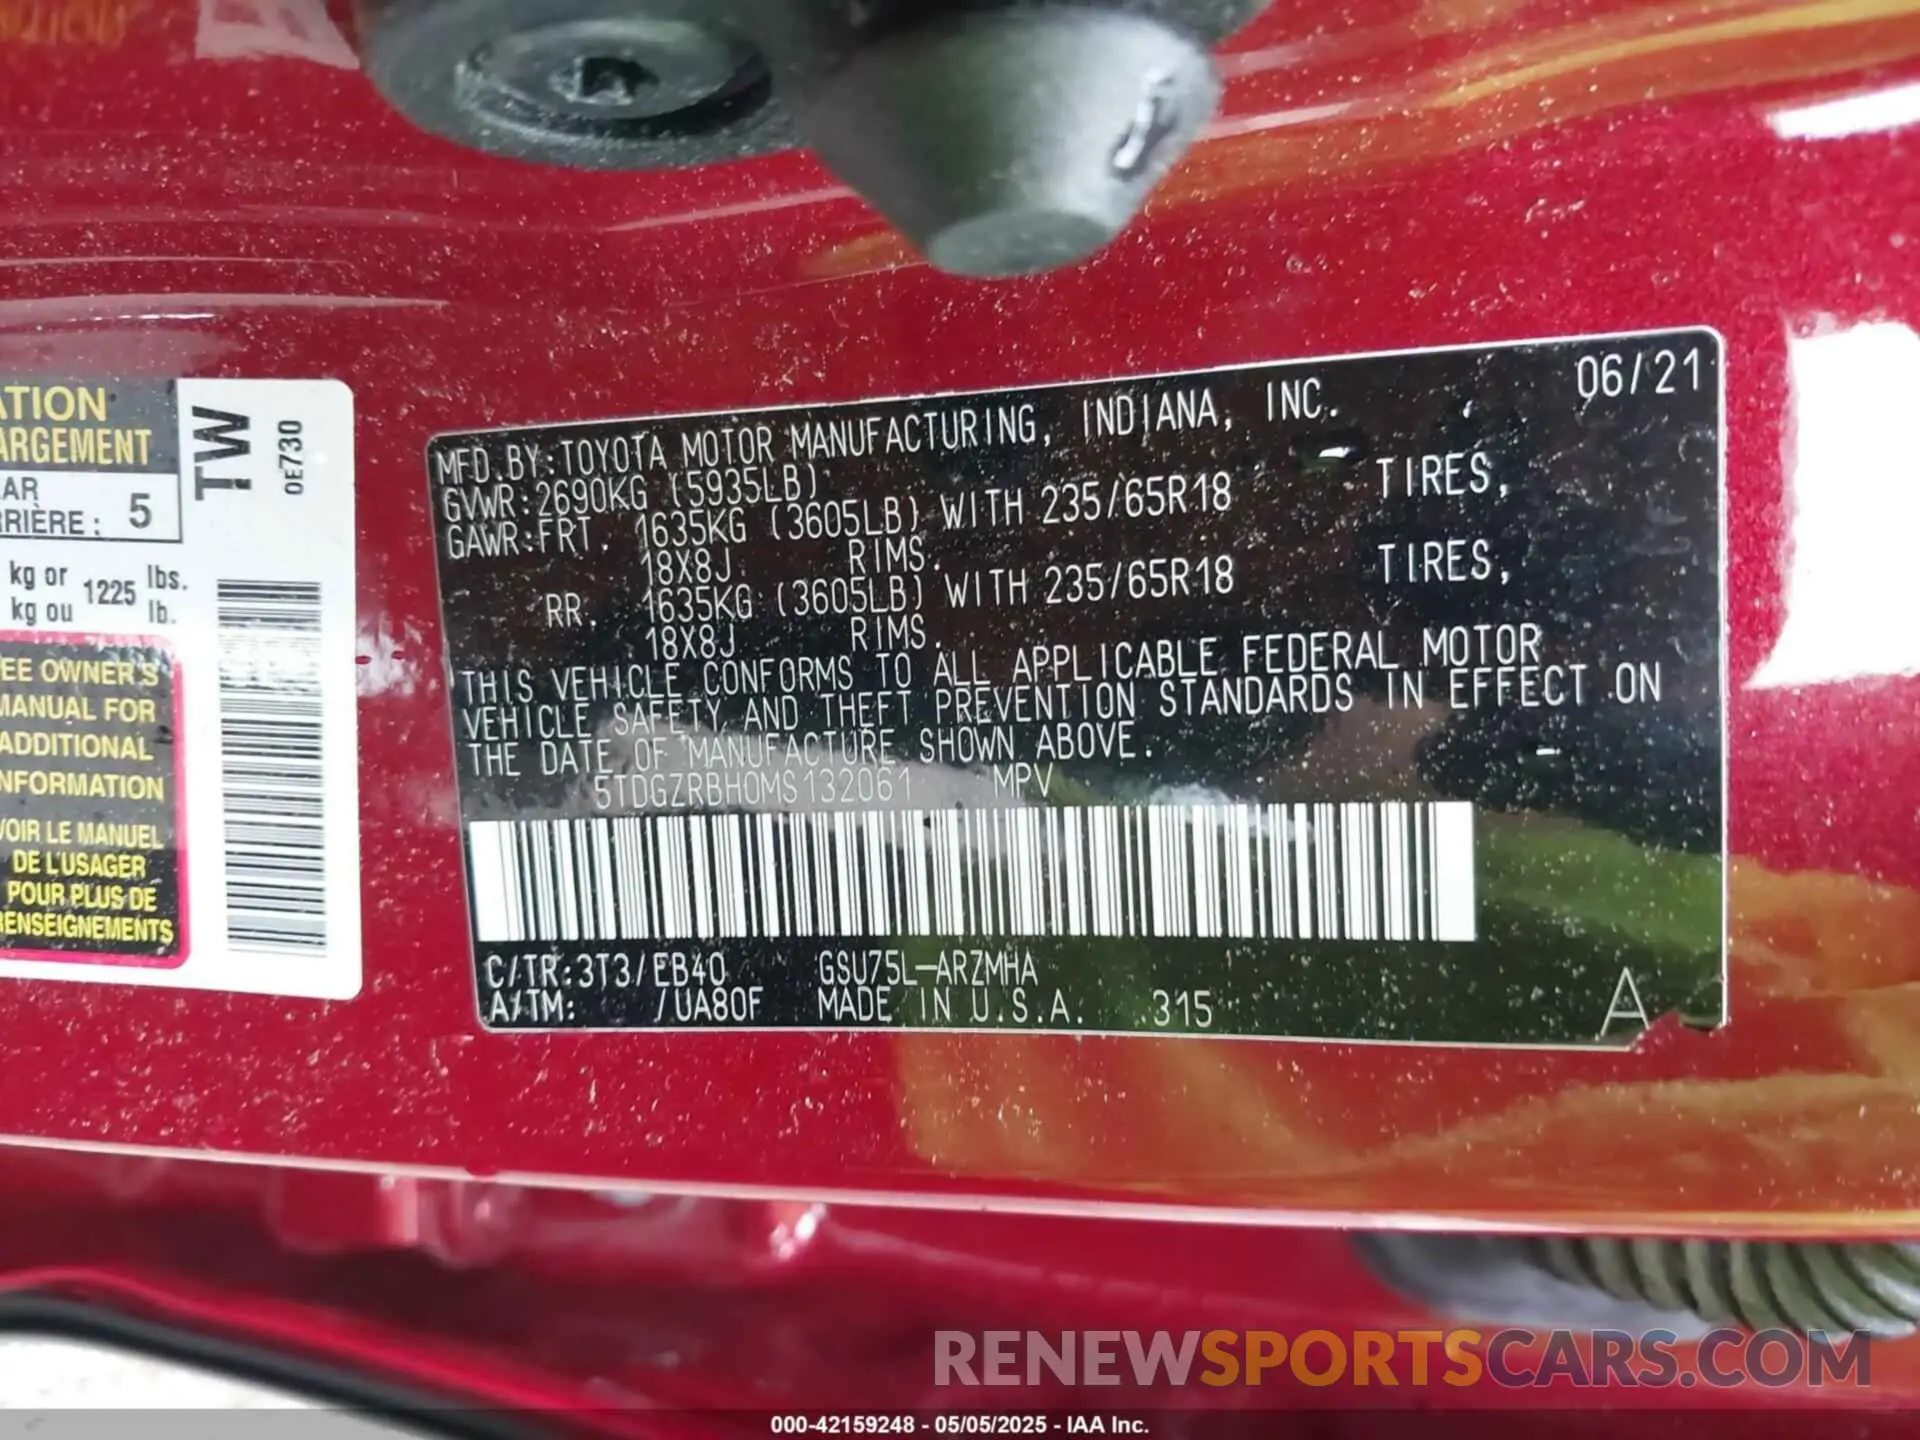 ATION
ARGEMENT
AR
RRIÈRE : 5
kg or 1225 lbs.
kg ou lb.
EE OWNER'S
MANUAL FOR
ADDITIONAL
INFORMATION
VOIR LE MANUEL
DE L'USAGER
POUR PLUS DE
RENSEIGNEMENTS
TW
0E730
06/21
MFD.BY:TOYOTA MOTOR MANUFACTURING, INDIANA, INC.
GVWR:2690KG (5935LB)
GAWR:FRT. 1635KG (3605LB) WITH 235/65R18 TIRES,
18X8J RIMS.
RR. 1635KG (3605LB) WITH 235/65R18 TIRES,
18X8J RIMS.
THIS VEHICLE CONFORMS TO ALL APPLICABLE FEDERAL MOTOR
VEHICLE SAFETY AND THEFT PREVENTION STANDARDS IN EFFECT ON
THE DATE OF MANUFACTURE SHOWN ABOVE.
5TDGZRBH0MS132061 MPV
C/TR:3T3/EB40 GSU75L-ARZMHA
A/TM: /UA80F MADE IN U.S.A. 315
A
RENEWSPORTSCARS.COM
000-42159248 - 05/05/2025 - IAA Inc.